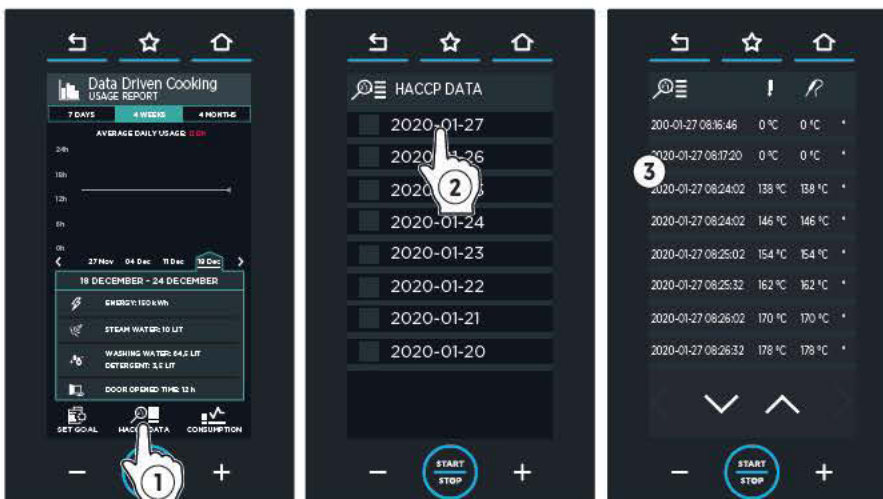 Data Driven Cooking
USAGE REPORT
7 DAYS 4 WEEKS 4 MONTHS
AVERAGE DAILY USAGE:
24h
18h
12h
6h
0h
27 Nov 04 Dec 11 Dec 18 Dec
18 DECEMBER - 24 DECEMBER
ENERGY: 150 kWh
STEAM WATER: 10 LIT
WASHING WATER: 64,5 LIT
DETERGENT: 3,5 LIT
DOOR OPENED TIME: 12 h
SET GOAL HACCP DATA CONSUMPTION
1
- +
HACCP DATA
2020-01-27
2020-01-26
2
2020-01-24
2020-01-23
2020-01-22
2020-01-21
2020-01-20
- START STOP +
200-01-27 08:16:46 0 °C 0 °C *
2020-01-27 08:17:20 0 °C 0 °C *
3
2020-01-27 08:24:02 138 °C 138 °C *
2020-01-27 08:24:02 146 °C 146 °C *
2020-01-27 08:25:02 154 °C 154 °C *
2020-01-27 08:25:32 162 °C 162 °C *
2020-01-27 08:26:02 170 °C 170 °C *
2020-01-27 08:26:32 178 °C 178 °C *
- START STOP +